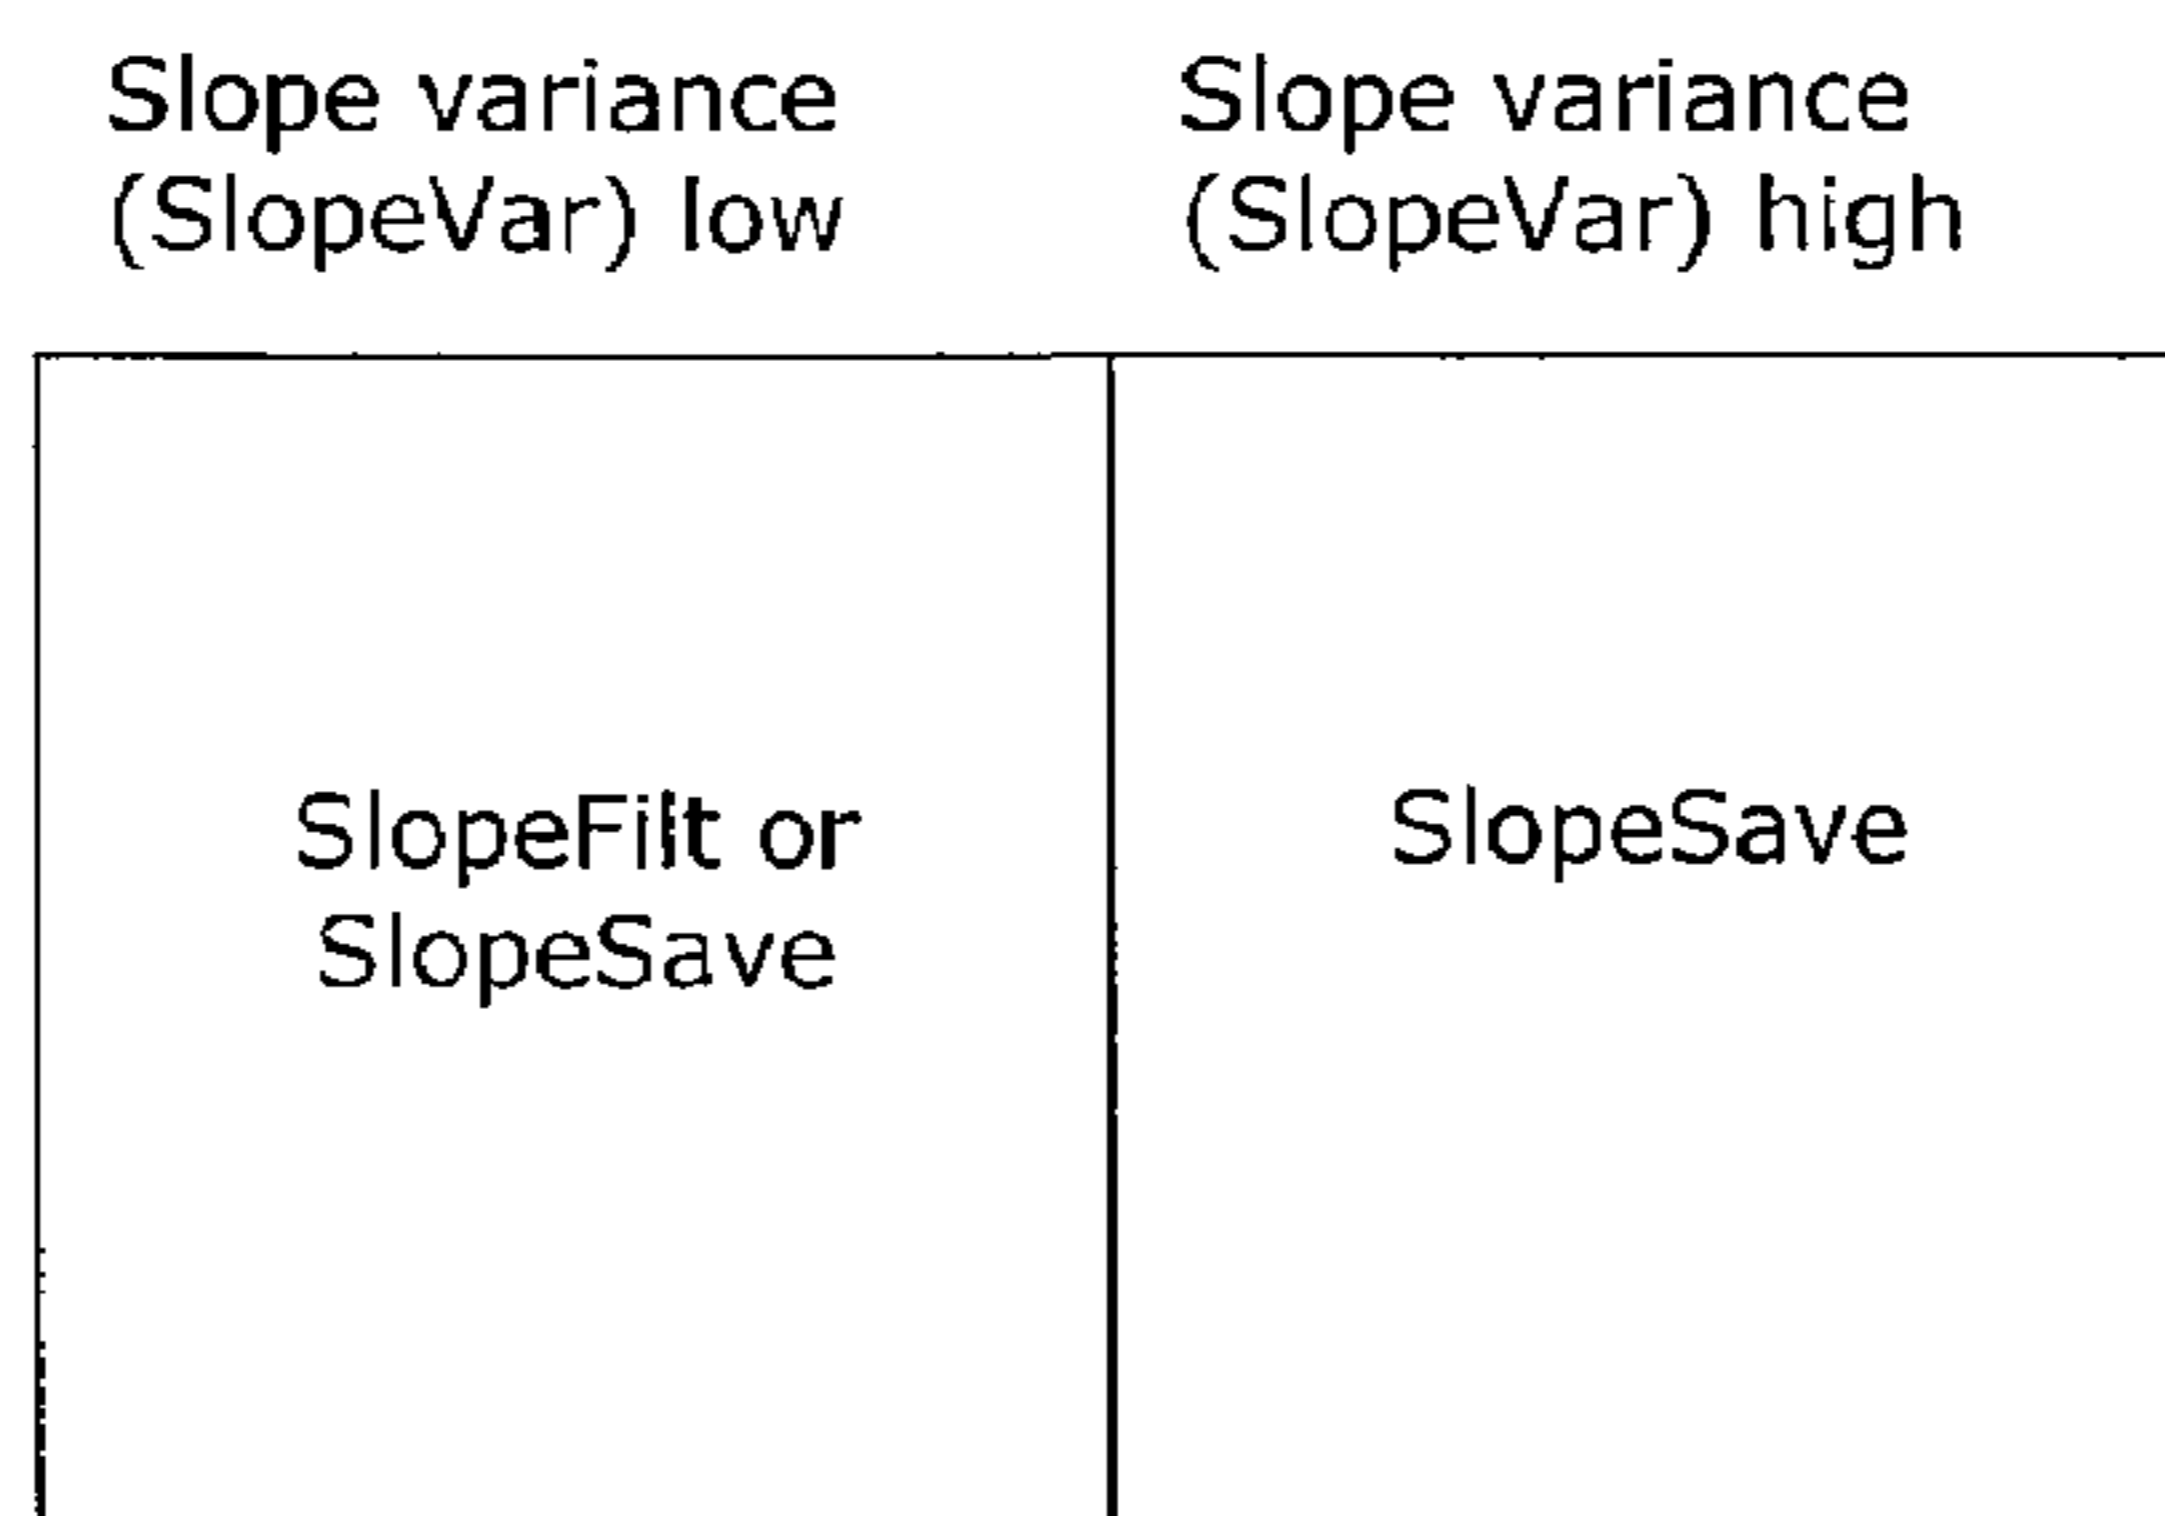 Slope variance
(SlopeVar) low
Slope variance
(SlopeVar) high
SlopeFilt or
SlopeSave
SlopeSave